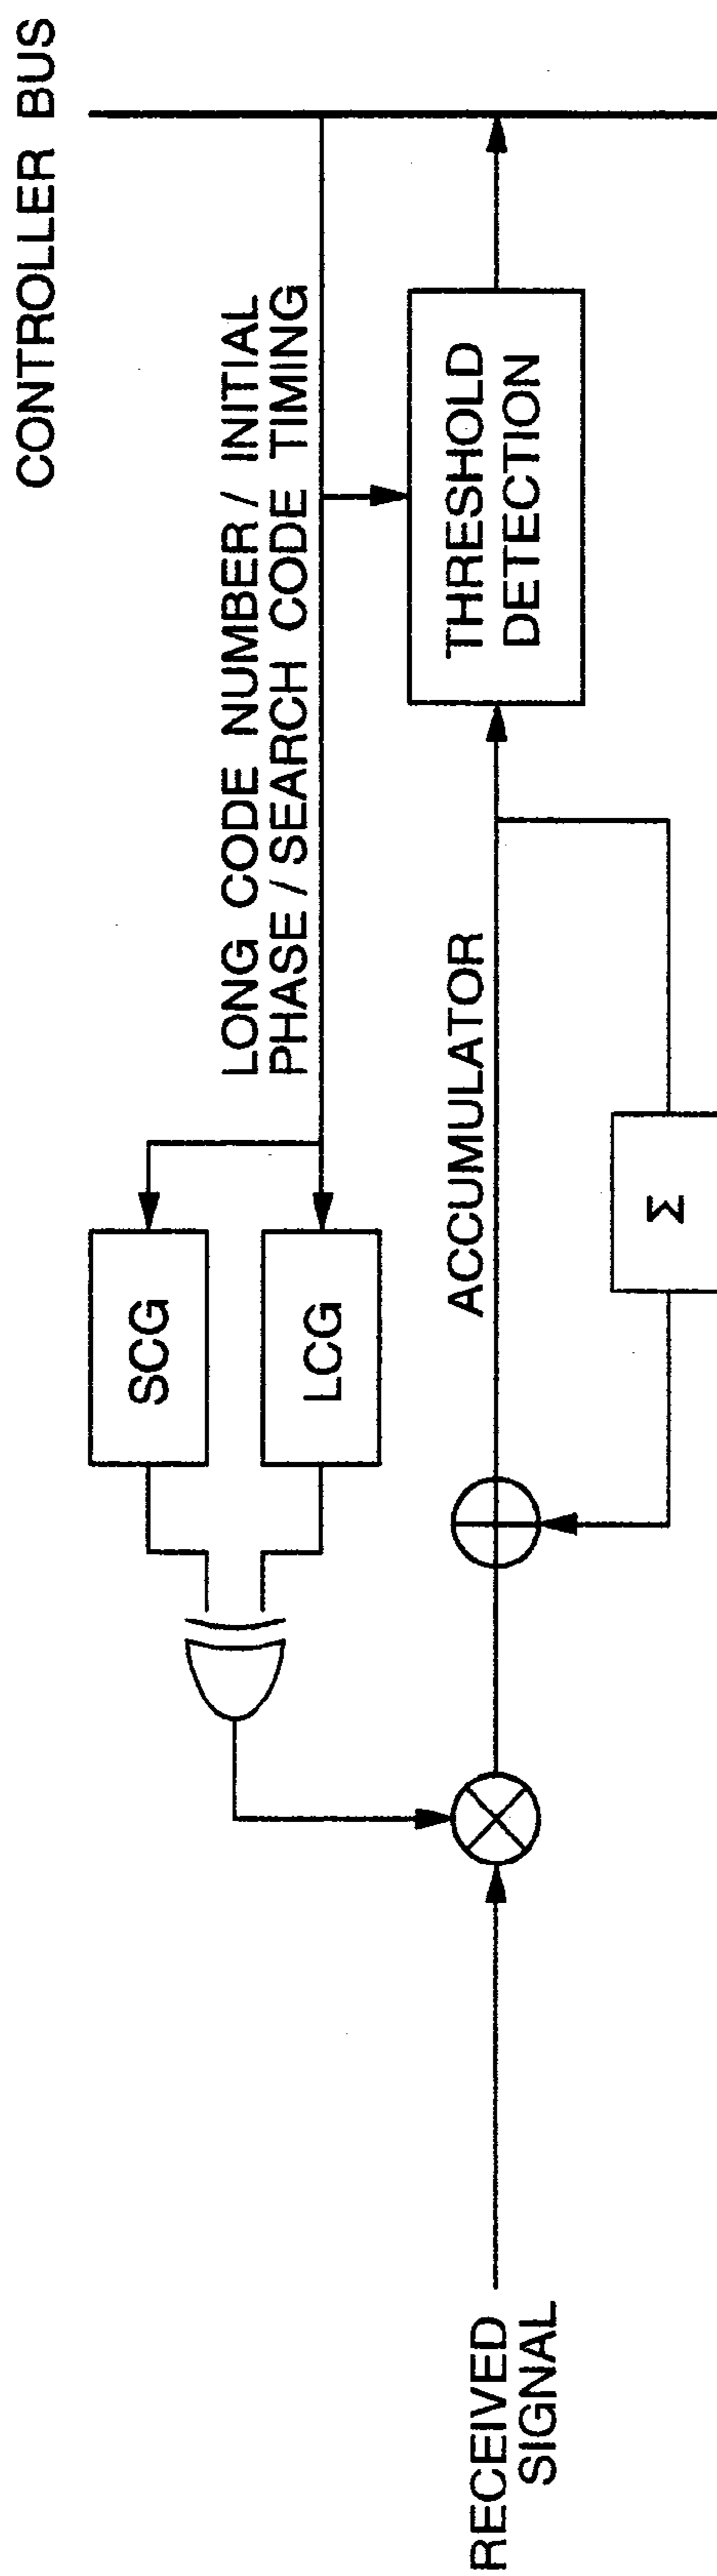 CONTROLLER BUS
LONG CODE NUMBER / INITIAL
PHASE / SEARCH CODE TIMING
SCG
LCG
THRESHOLD
DETECTION
ACCUMULATOR
Σ
RECEIVED
SIGNAL